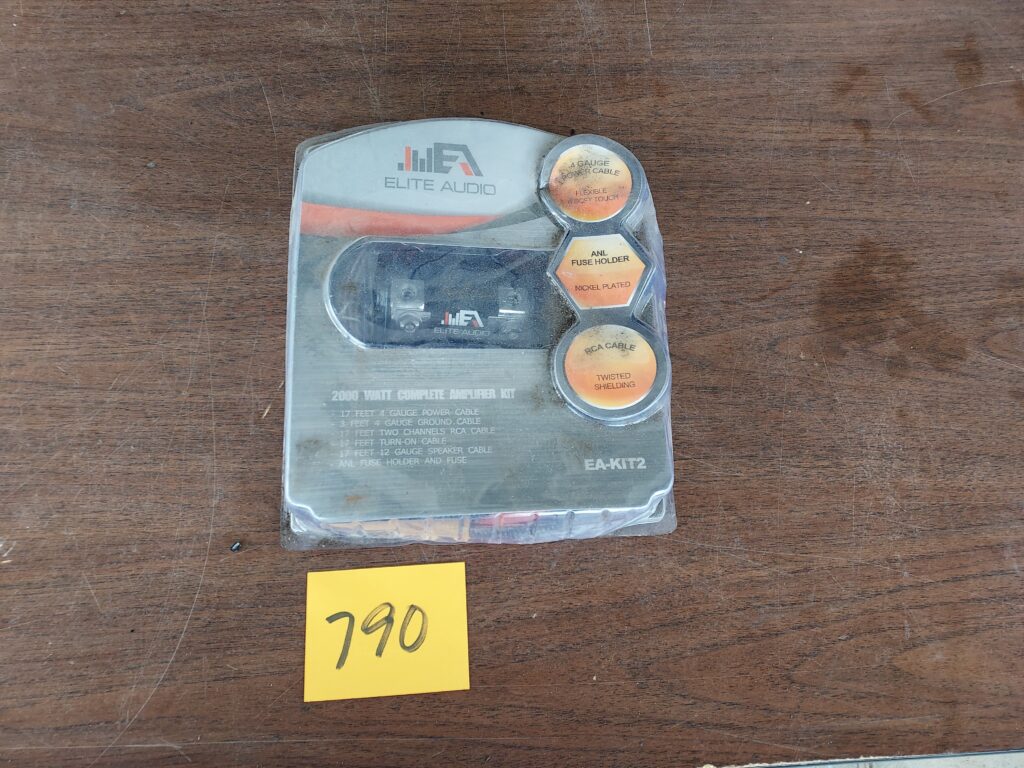 EA
ELITE AUDIO
4 GAUGE
POWER CABLE
FLEXIBLE
TOUCH
ANL
FUSE HOLDER
NICKEL PLATED
EA
ELITE AUDIO
RCA CABLE
TWISTED
SHIELDING
2000 WATT COMPLETE AMPLIFIER KIT
- 17 FEET 4 GAUGE POWER CABLE
- 3 FEET 4 GAUGE GROUND CABLE
- 17 FEET TWO CHANNELS RCA CABLE
- 17 FEET TURN-ON CABLE
- 17 FEET 12 GAUGE SPEAKER CABLE
- ANL FUSE HOLDER AND FUSE
EA-KIT2
790